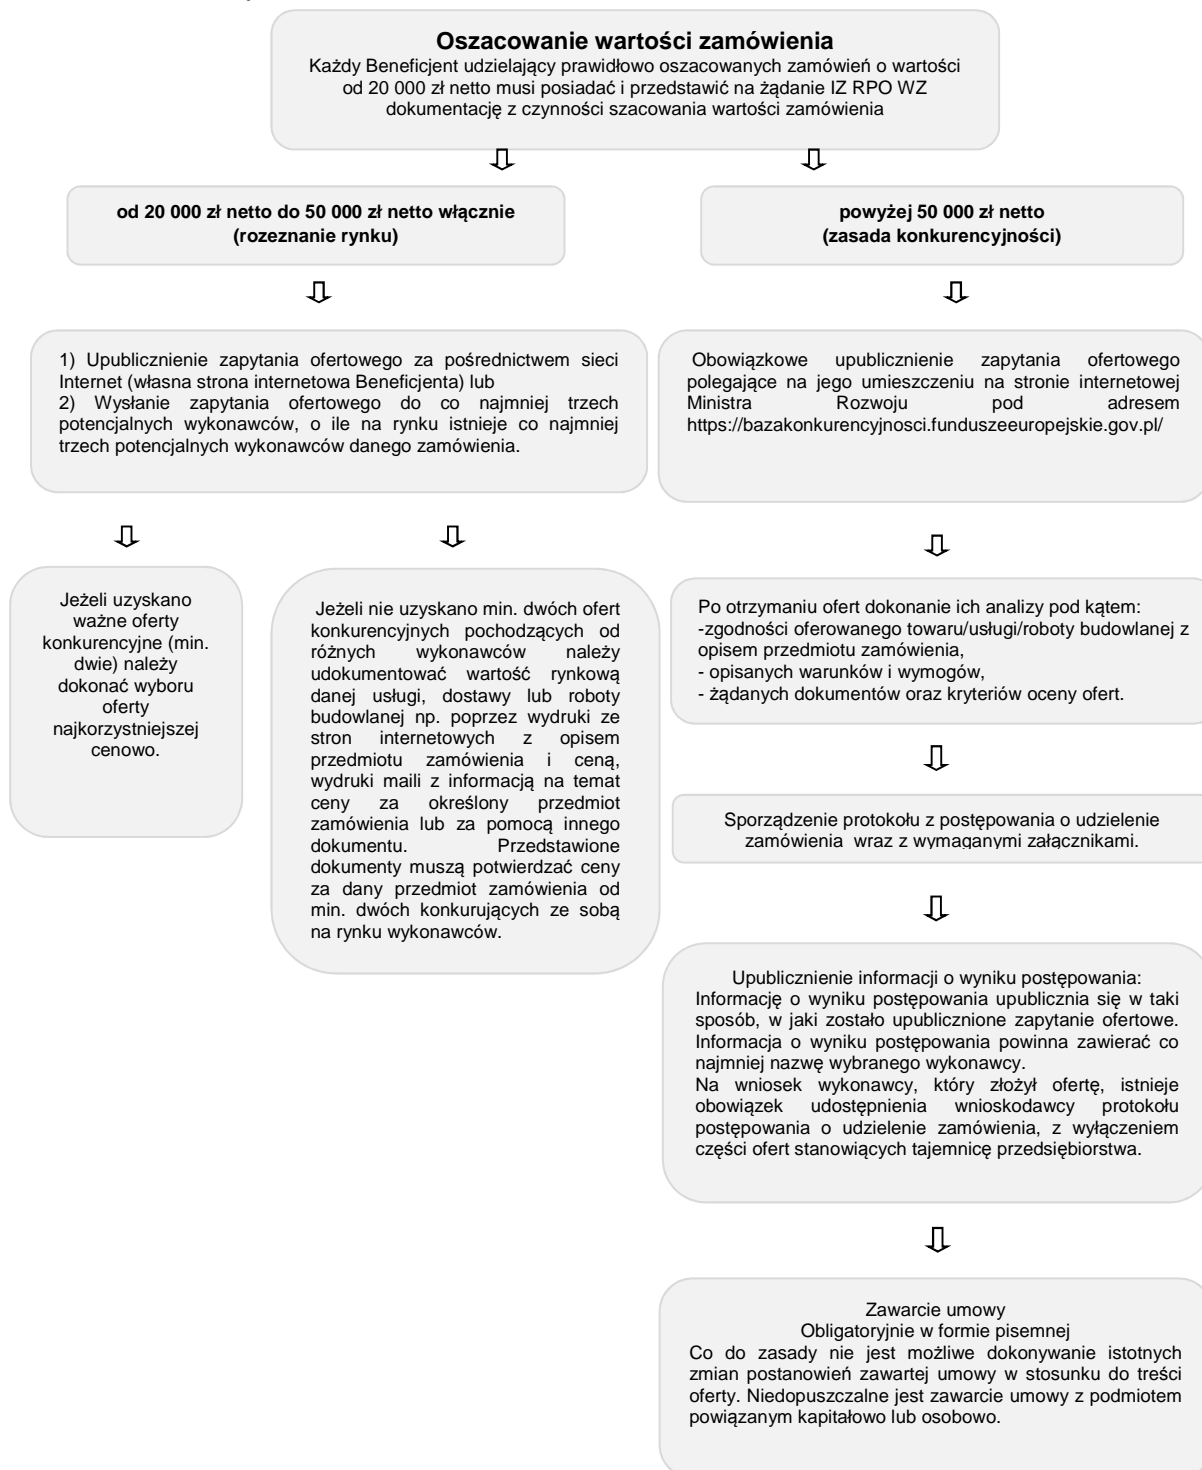 Oszacowanie wartości zamówienia
Każdy Beneficjent udzielający prawidłowo oszacowanych zamówień o wartości
od 20 000 zł netto musi posiadać i przedstawić na żądanie IZ RPO WZ
dokumentację z czynności szacowania wartości zamówienia
od 20 000 zł netto do 50 000 zł netto włącznie
(rozeznanie rynku)
powyżej 50 000 zł netto
(zasada konkurencyjności)
1) Upublicznienie zapytania ofertowego za pośrednictwem sieci
Internet (własna strona internetowa Beneficjenta) lub
2) Wysłanie zapytania ofertowego do co najmniej trzech
potencjalnych wykonawców, o ile na rynku istnieje co najmniej
trzech potencjalnych wykonawców danego zamówienia.
Obowiązkowe upublicznienie zapytania ofertowego
polegające na jego umieszczeniu na stronie internetowej
Ministra Rozwoju pod adresem
https://bazakonkurencyjnosci.funduszeeuropejskie.gov.pl/
Jeżeli uzyskano
ważne oferty
konkurencyjne (min.
dwie) należy
dokonać wyboru
oferty
najkorzystniejszej
cenowo.
Jeżeli nie uzyskano min. dwóch ofert
konkurencyjnych pochodzących od
różnych wykonawców należy
udokumentować wartość rynkową
danej usługi, dostawy lub roboty
budowlanej np. poprzez wydruki ze
stron internetowych z opisem
przedmiotu zamówienia i ceną,
wydruki maili z informacją na temat
ceny za określony przedmiot
zamówienia lub za pomocą innego
dokumentu. Przedstawione
dokumenty muszą potwierdzać ceny
za dany przedmiot zamówienia od
min. dwóch konkurujących ze sobą
na rynku wykonawców.
Po otrzymaniu ofert dokonanie ich analizy pod kątem:
-zgodności oferowanego towaru/usługi/roboty budowlanej z
opisem przedmiotu zamówienia,
- opisanych warunków i wymogów,
- żądanych dokumentów oraz kryteriów oceny ofert.
Sporządzenie protokołu z postępowania o udzielenie
zamówienia wraz z wymaganymi załącznikami.
Upublicznienie informacji o wyniku postępowania:
Informację o wyniku postępowania upublicznia się w taki
sposób, w jaki zostało upublicznione zapytanie ofertowe.
Informacja o wyniku postępowania powinna zawierać co
najmniej nazwę wybranego wykonawcy.
Na wniosek wykonawcy, który złożył ofertę, istnieje
obowiązek udostępnienia wnioskodawcy protokołu
postępowania o udzielenie zamówienia, z wyłączeniem
części ofert stanowiących tajemnicę przedsiębiorstwa.
Zawarcie umowy
Obligatoryjnie w formie pisemnej
Co do zasady nie jest możliwe dokonywanie istotnych
zmian postanowień zawartej umowy w stosunku do treści
oferty. Niedopuszczalne jest zawarcie umowy z podmiotem
powiązanym kapitałowo lub osobowo.